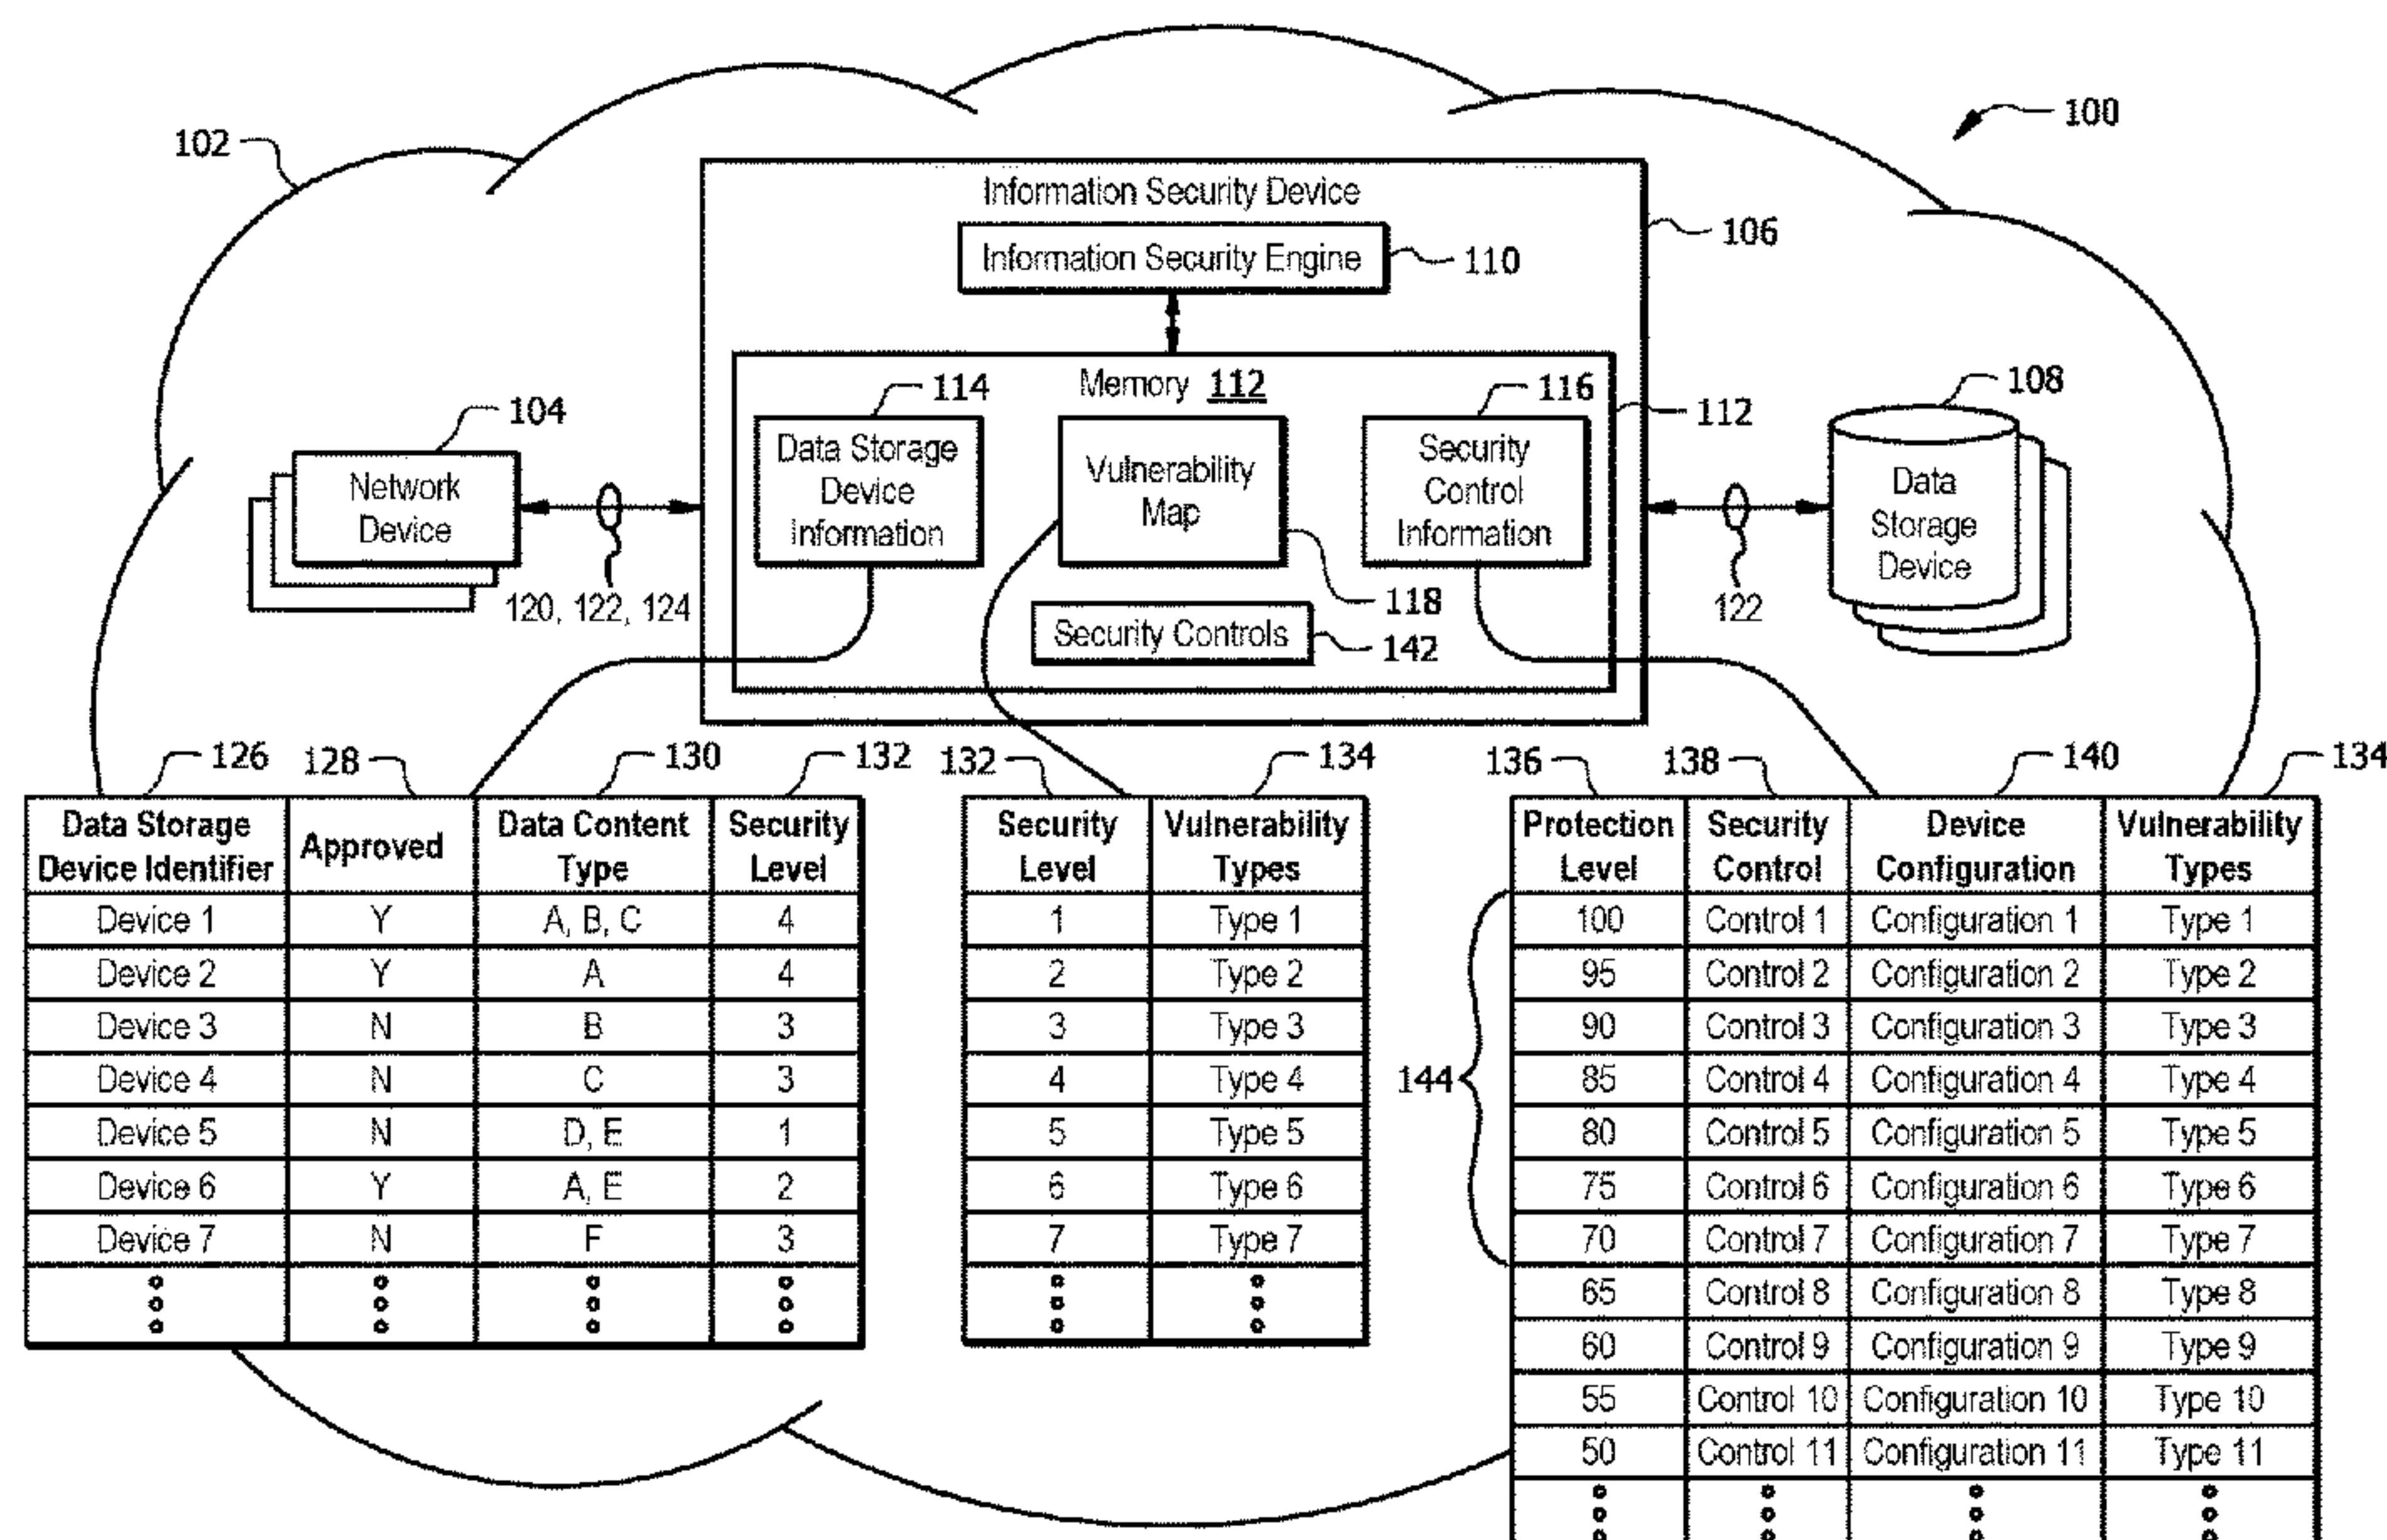 100
102
Information Security Device
106
Information Security Engine
110
Memory 112
114
116
112
108
104
Network
Device
Data Storage
Device
Information
Vulnerability
Map
Security
Control
Information
Data
Storage
Device
120, 122, 124
118
122
Security Controls
142
126
128
130
132
132
134
136
138
140
134
Data Storage
Device Identifier
Approved
Data Content
Type
Security
Level
Device 1 Y A, B, C 4
Device 2 Y A 4
Device 3 N B 3
Device 4 N C 3
Device 5 N D, E 1
Device 6 Y A, E 2
Device 7 N F 3
Security
Level
Vulnerability
Types
1 Type 1
2 Type 2
3 Type 3
4 Type 4
5 Type 5
6 Type 6
7 Type 7
144
Protection
Level
Security
Control
Device
Configuration
Vulnerability
Types
100 Control 1 Configuration 1 Type 1
95 Control 2 Configuration 2 Type 2
90 Control 3 Configuration 3 Type 3
85 Control 4 Configuration 4 Type 4
80 Control 5 Configuration 5 Type 5
75 Control 6 Configuration 6 Type 6
70 Control 7 Configuration 7 Type 7
65 Control 8 Configuration 8 Type 8
60 Control 9 Configuration 9 Type 9
55 Control 10 Configuration 10 Type 10
50 Control 11 Configuration 11 Type 11